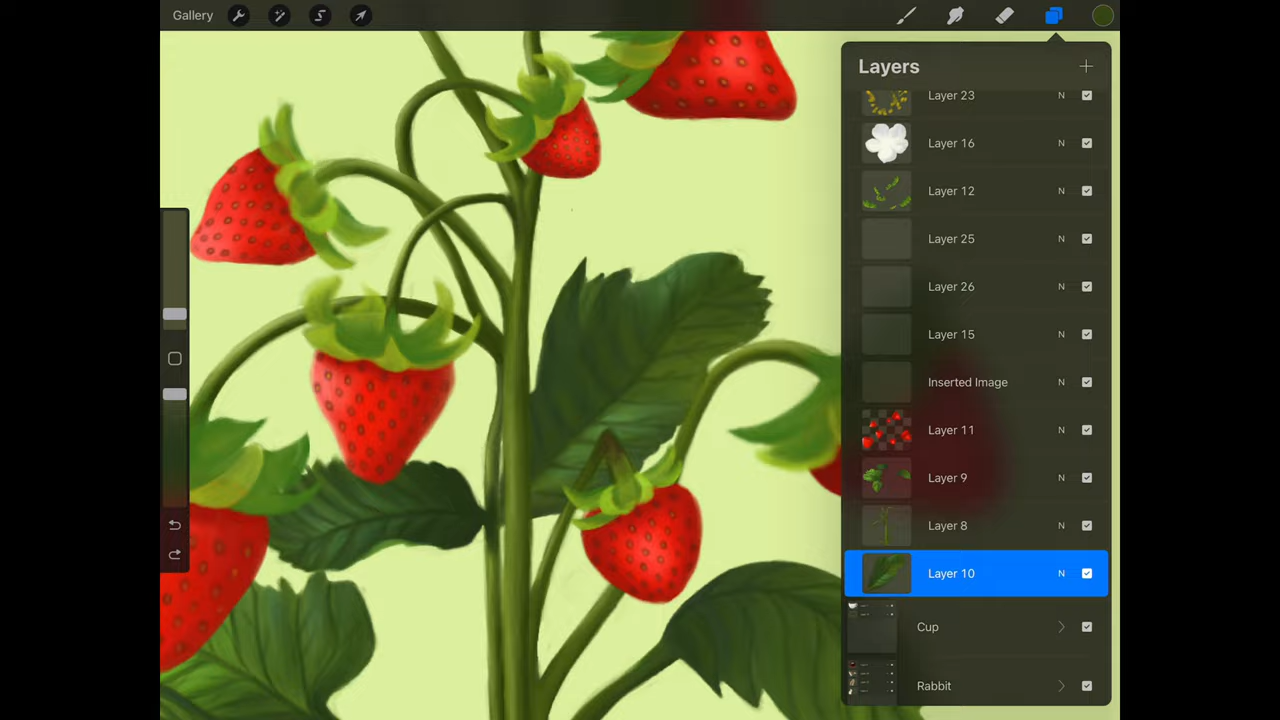 Gallery
Layers
Layer 23 N
Layer 16 N
Layer 12 N
Layer 25 N
Layer 26 N
Layer 15 N
Inserted Image N
Layer 11 N
Layer 9 N
Layer 8 N
Layer 10 N
Cup
Rabbit